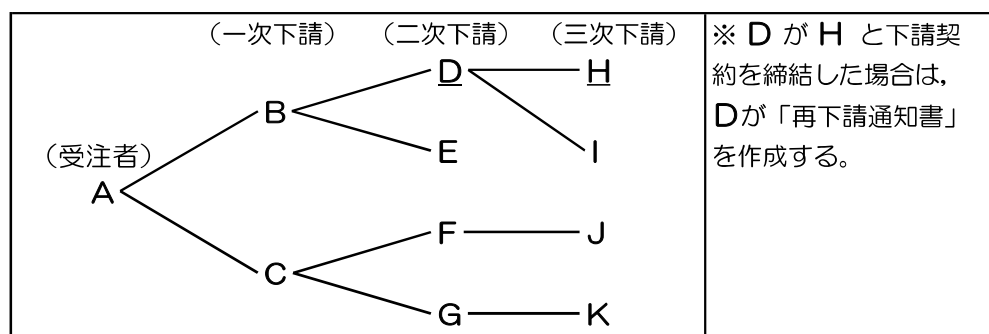 （一次下請）　（二次下請）　（三次下請）
D　H
B
E　I
（受注者）
A
F　J
C
G　K
※ D が H と下請契
約を締結した場合は，
Dが「再下請通知書」
を作成する。